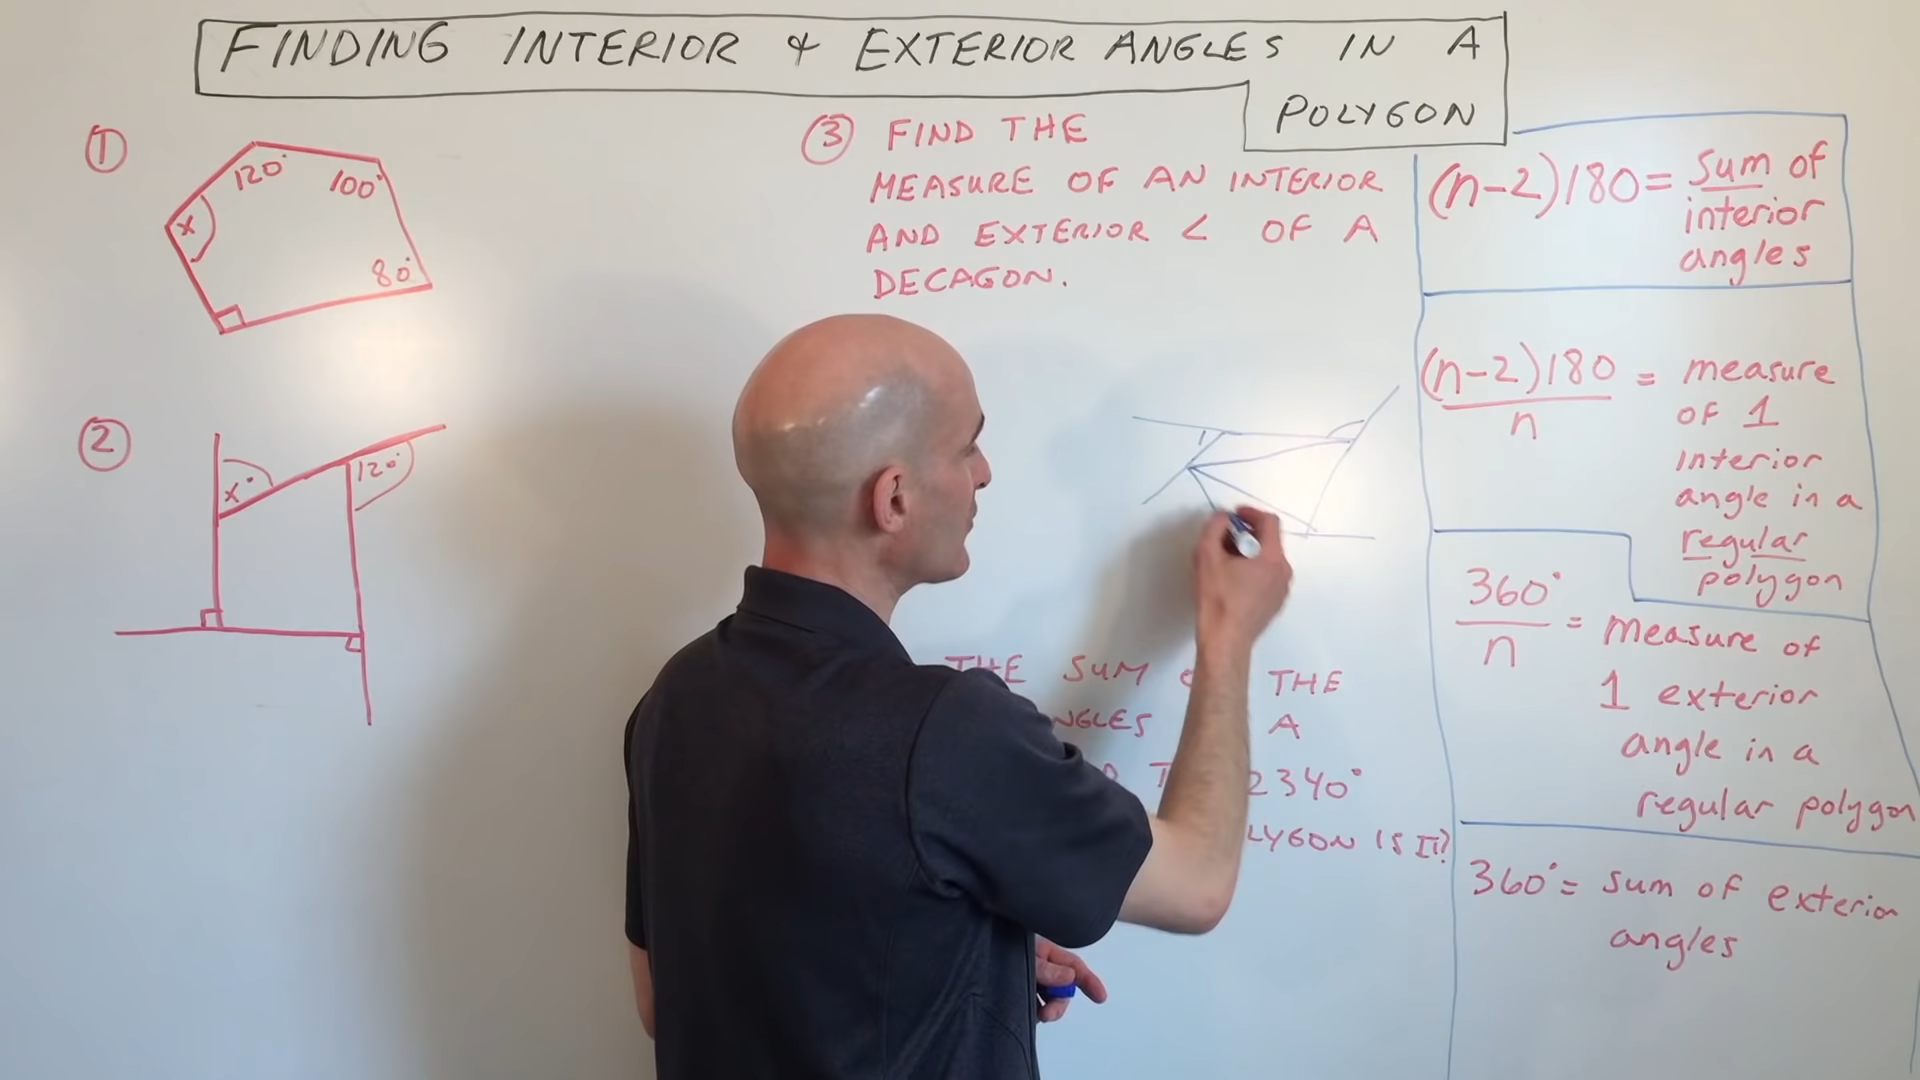 FINDING INTERIOR & EXTERIOR ANGLES IN A
POLYGON
①
120°
100°
x
80°
②
x°
120°
③ FIND THE
MEASURE OF AN INTERIOR
AND EXTERIOR < OF A
DECAGON.
THE SUM THE
A
2340°
IS IT?
(n-2)180 = sum of
interior
angles
(n-2)180 = measure
n
of 1
interior
angle in a
regular
polygon
360° = measure of
n
1 exterior
angle in a
regular polygon
360° = sum of exterior
angles